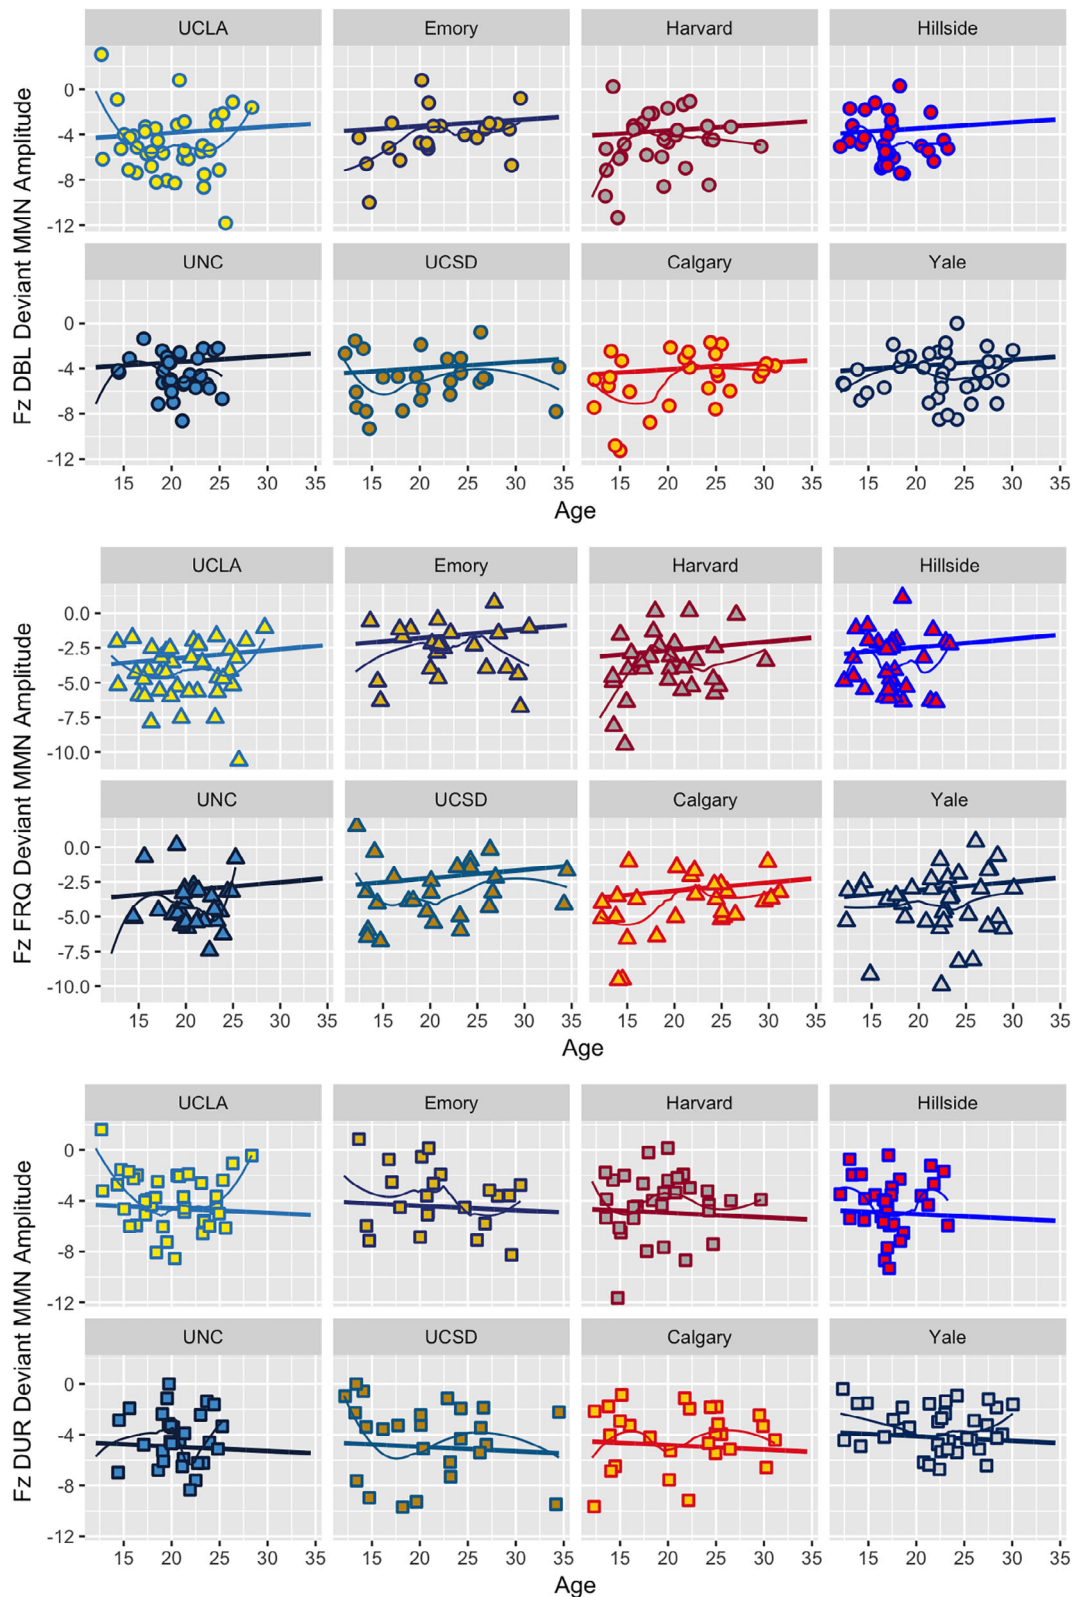 UCLA Emory Harvard Hillside
0
-4
-8
-12
UNC UCSD Calgary Yale
0
-4
-8
-12
15 20 25 30 35 15 20 25 30 35 15 20 25 30 35 15 20 25 30 35
Age
Fz DBL Deviant MMN Amplitude
UCLA Emory Harvard Hillside
0.0
-2.5
-5.0
-7.5
-10.0
UNC UCSD Calgary Yale
0.0
-2.5
-5.0
-7.5
-10.0
15 20 25 30 35 15 20 25 30 35 15 20 25 30 35 15 20 25 30 35
Age
Fz FRQ Deviant MMN Amplitude
UCLA Emory Harvard Hillside
0
-4
-8
-12
UNC UCSD Calgary Yale
0
-4
-8
-12
15 20 25 30 35 15 20 25 30 35 15 20 25 30 35 15 20 25 30 35
Age
Fz DUR Deviant MMN Amplitude